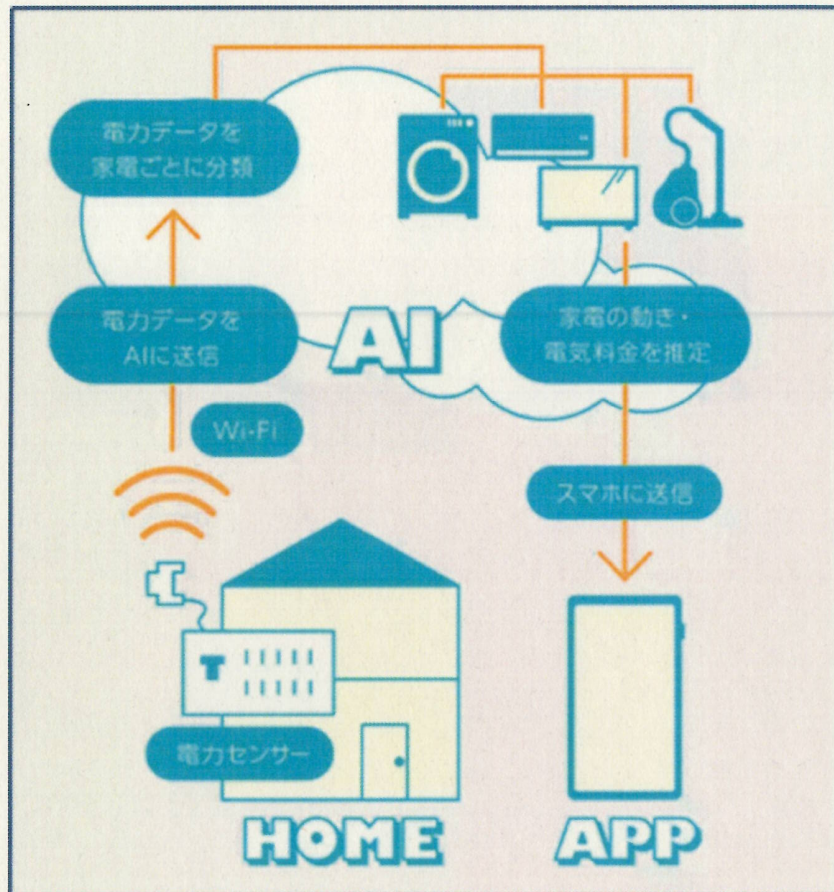 電力データを
家電ごとに分類
電力データを
AIに送信
Wi-Fi
電力センサー
HOME
AI
家電の動き・
電気料金を推定
スマホに送信
APP